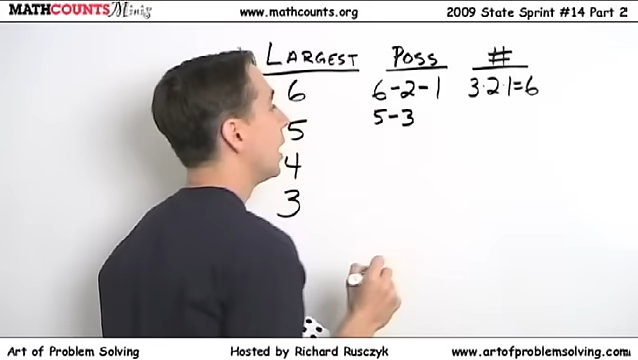 MATHCOUNTS Minis
www.mathcounts.org
2009 State Sprint #14 Part 2
LARGEST POSS #
6 6-2-1 3·2·1=6
5 5-3
4
3
Art of Problem Solving
Hosted by Richard Rusczyk
www.artofproblemsolving.com